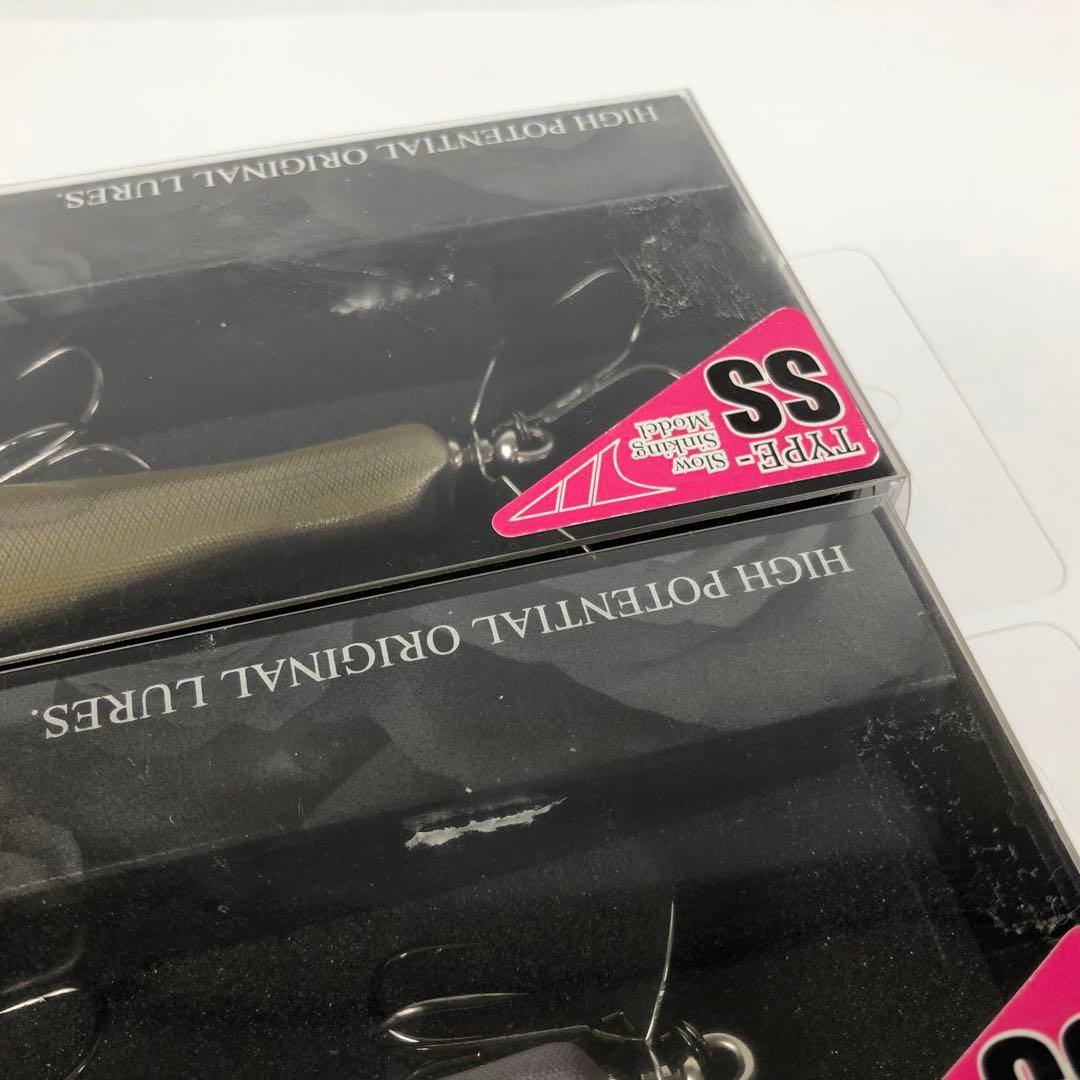 HIGH POTENTIAL ORIGINAL LURES.
TYPE-
SS
Slow
Sinking
Model
HIGH POTENTIAL ORIGINAL LURES.